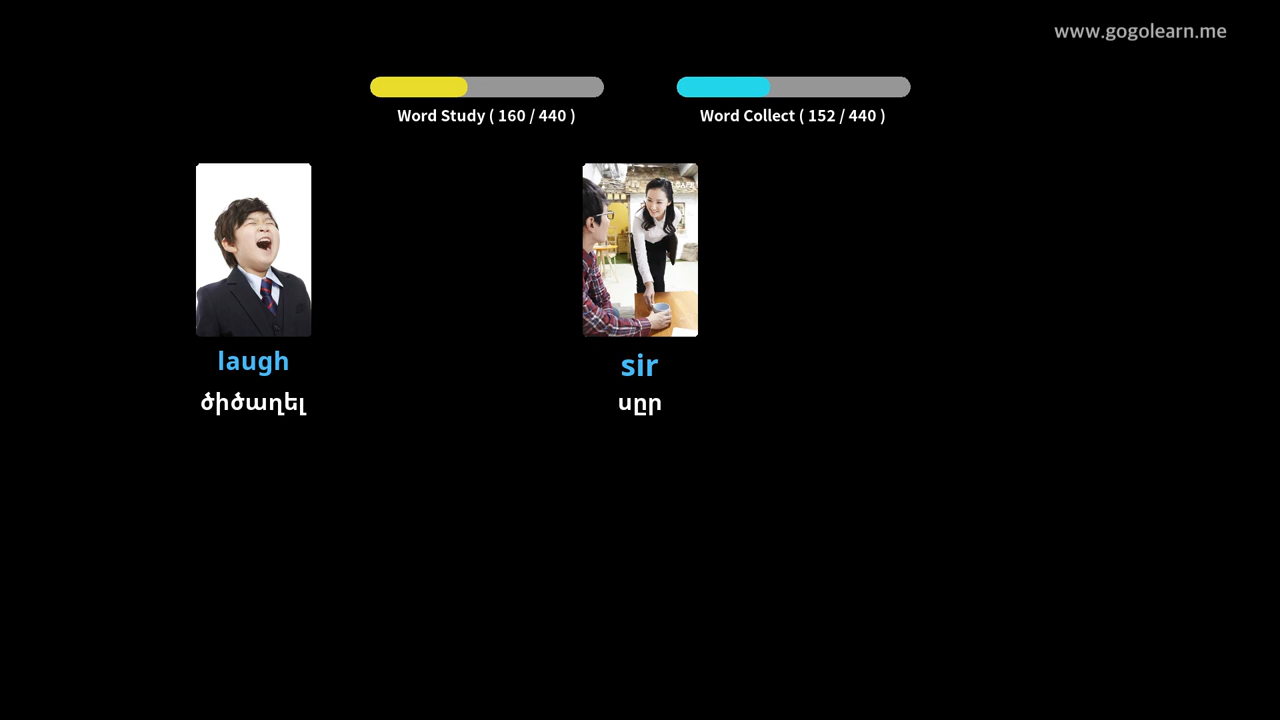 www.gogolearn.me
Word Study ( 160 / 440 )
Word Collect ( 152 / 440 )
laugh
ծիծաղել
sir
սըր